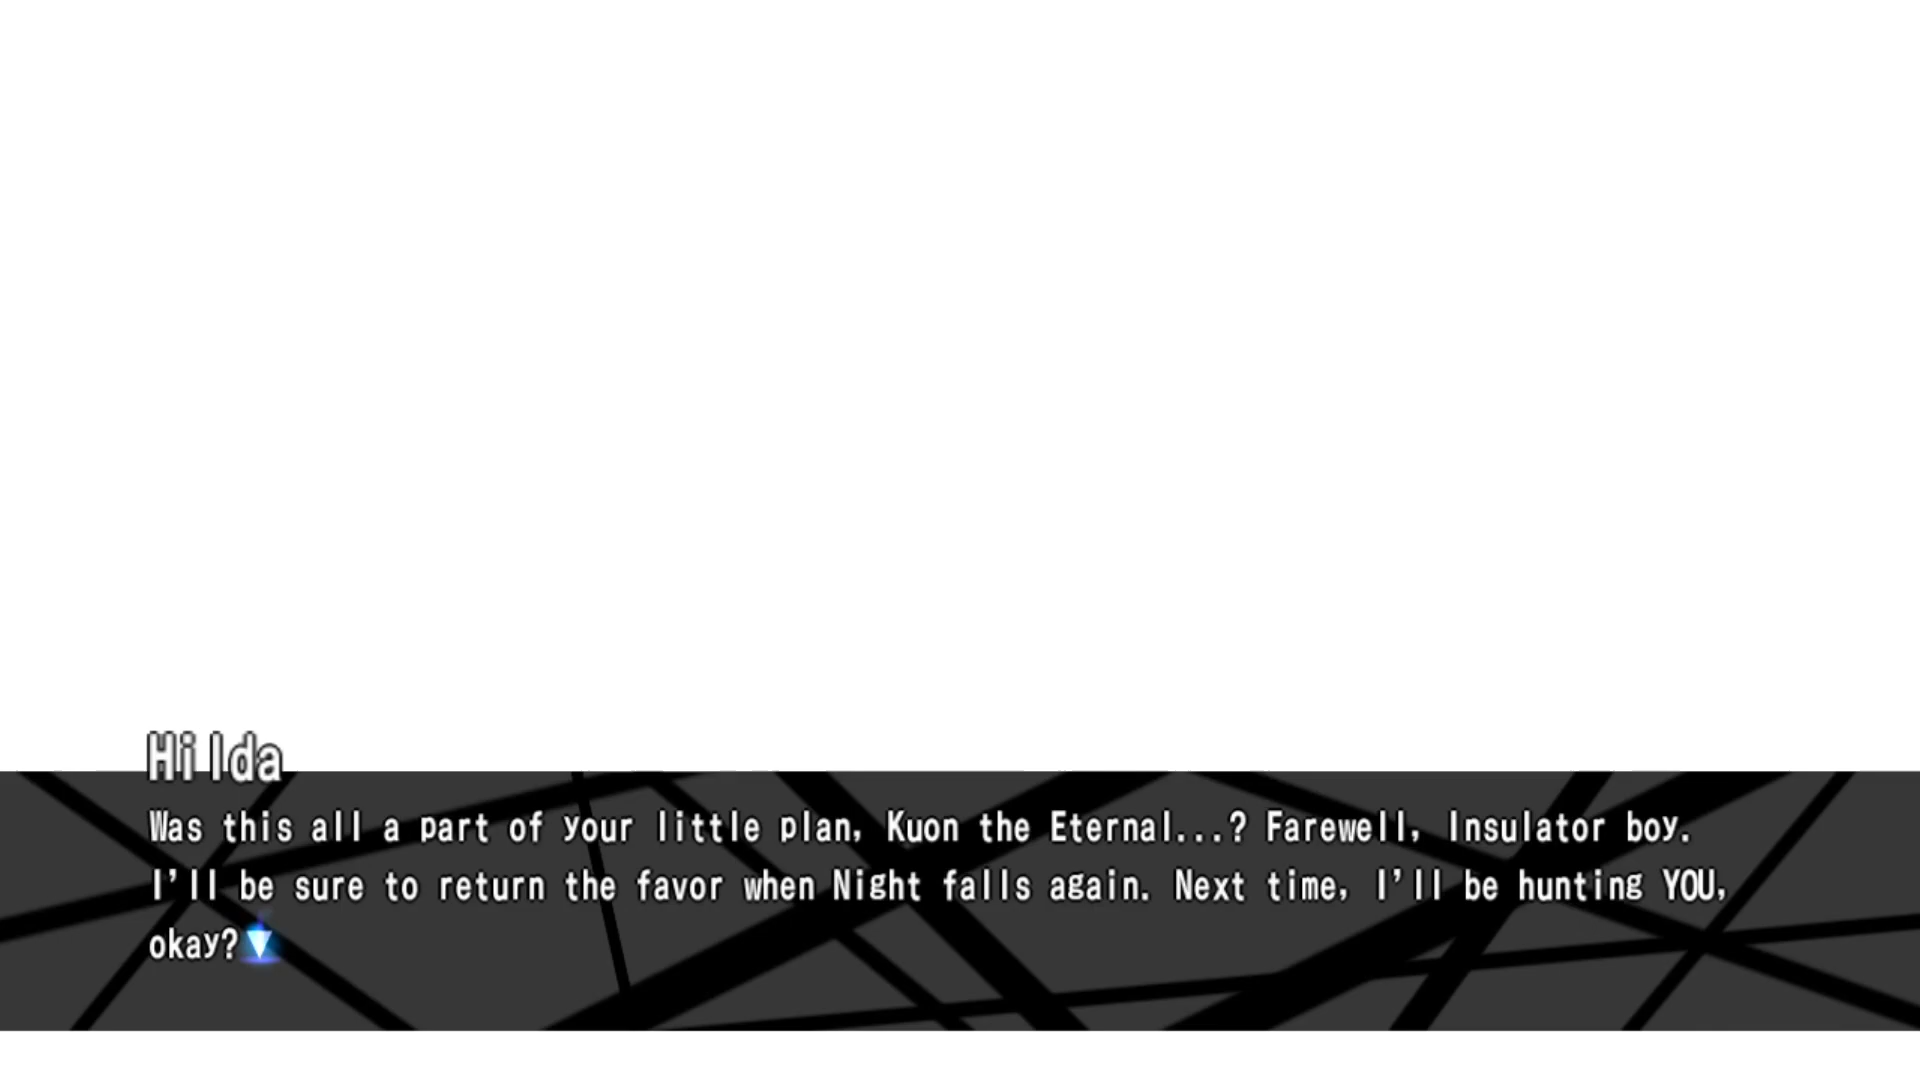 Hilda
Was this all a part of your little plan, Kuon the Eternal...? Farewell, Insulator boy.
I'll be sure to return the favor when Night falls again. Next time, I'll be hunting YOU,
okay?